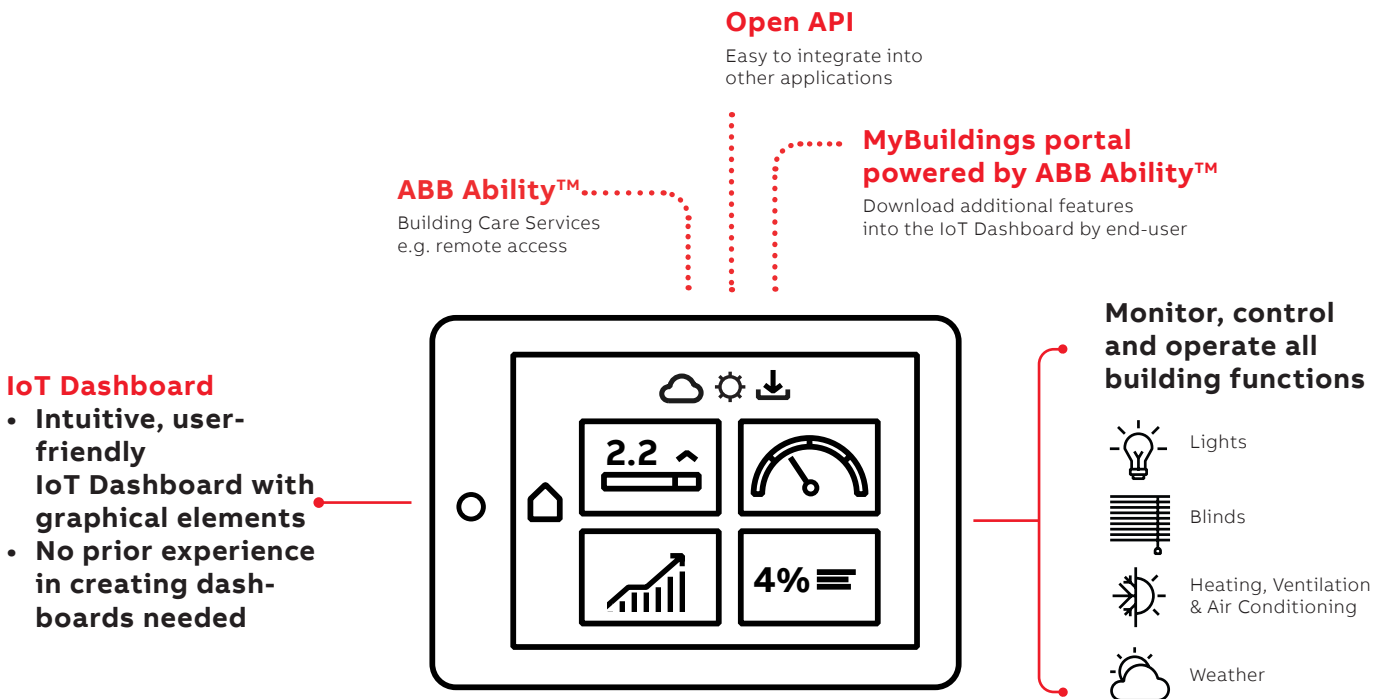 Open API
Easy to integrate into
other applications
MyBuildings portal
powered by ABB Ability™
Download additional features
into the IoT Dashboard by end-user
ABB Ability™
Building Care Services
e.g. remote access
IoT Dashboard
• Intuitive, user-
friendly
IoT Dashboard with
graphical elements
• No prior experience
in creating dash-
boards needed
2.2
4%
Monitor, control
and operate all
building functions
Lights
Blinds
Heating, Ventilation
& Air Conditioning
Weather